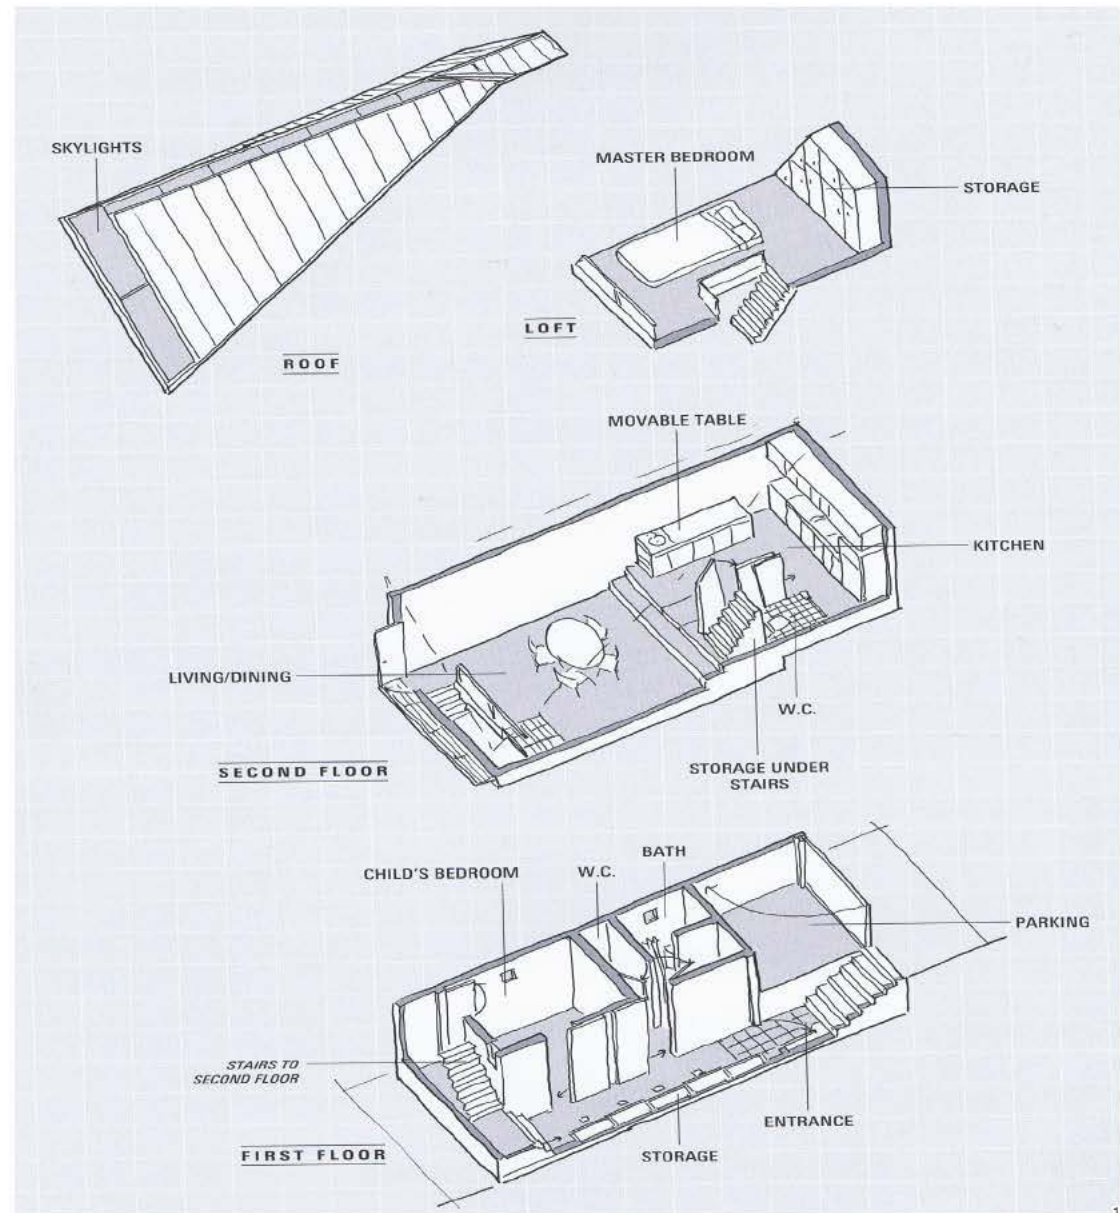 SKYLIGHTS
ROOF
MASTER BEDROOM
STORAGE
LOFT
MOVABLE TABLE
KITCHEN
LIVING/DINING
W.C.
SECOND FLOOR
STORAGE UNDER
STAIRS
BATH
CHILD'S BEDROOM
W.C.
PARKING
STAIRS TO
SECOND FLOOR
ENTRANCE
FIRST FLOOR
STORAGE